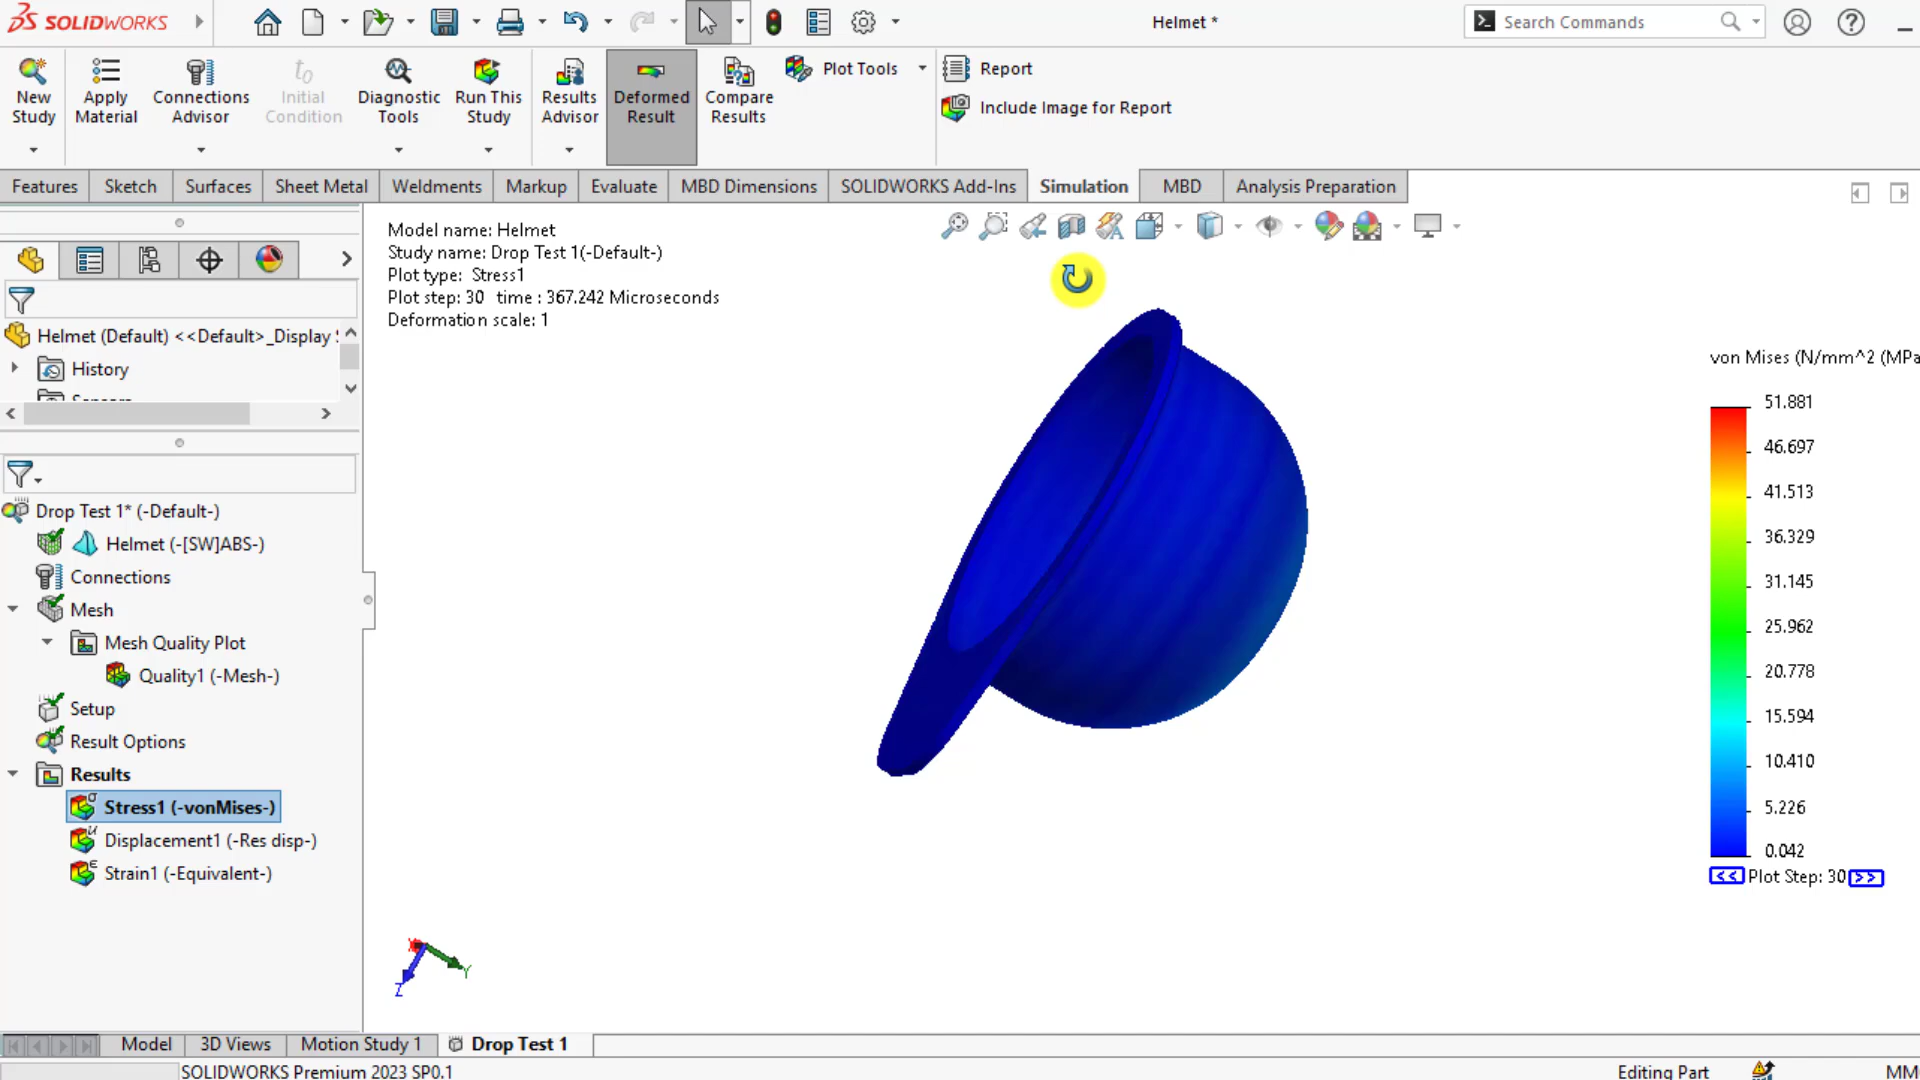 SOLIDWORKS
Helmet *
Search Commands
New Study
Apply Material
Connections Advisor
Initial Condition
Diagnostic Tools
Run This Study
Results Advisor
Deformed Result
Compare Results
Plot Tools
Report
Include Image for Report
Features
Sketch
Surfaces
Sheet Metal
Weldments
Markup
Evaluate
MBD Dimensions
SOLIDWORKS Add-Ins
Simulation
MBD
Analysis Preparation
Helmet (Default) <<Default>_Display
History
Drop Test 1* (-Default-)
Helmet (-[SW]ABS-)
Connections
Mesh
Mesh Quality Plot
Quality1 (-Mesh-)
Setup
Result Options
Results
Stress1 (-vonMises-)
Displacement1 (-Res disp-)
Strain1 (-Equivalent-)
Model name: Helmet
Study name: Drop Test 1(-Default-)
Plot type: Stress1
Plot step: 30 time : 367.242 Microseconds
Deformation scale: 1
von Mises (N/mm^2 (MPa
51.881
46.697
41.513
36.329
31.145
25.962
20.778
15.594
10.410
5.226
0.042
<< Plot Step: 30 >>
Y
Z
Model
3D Views
Motion Study 1
Drop Test 1
SOLIDWORKS Premium 2023 SP0.1
Editing Part
MM